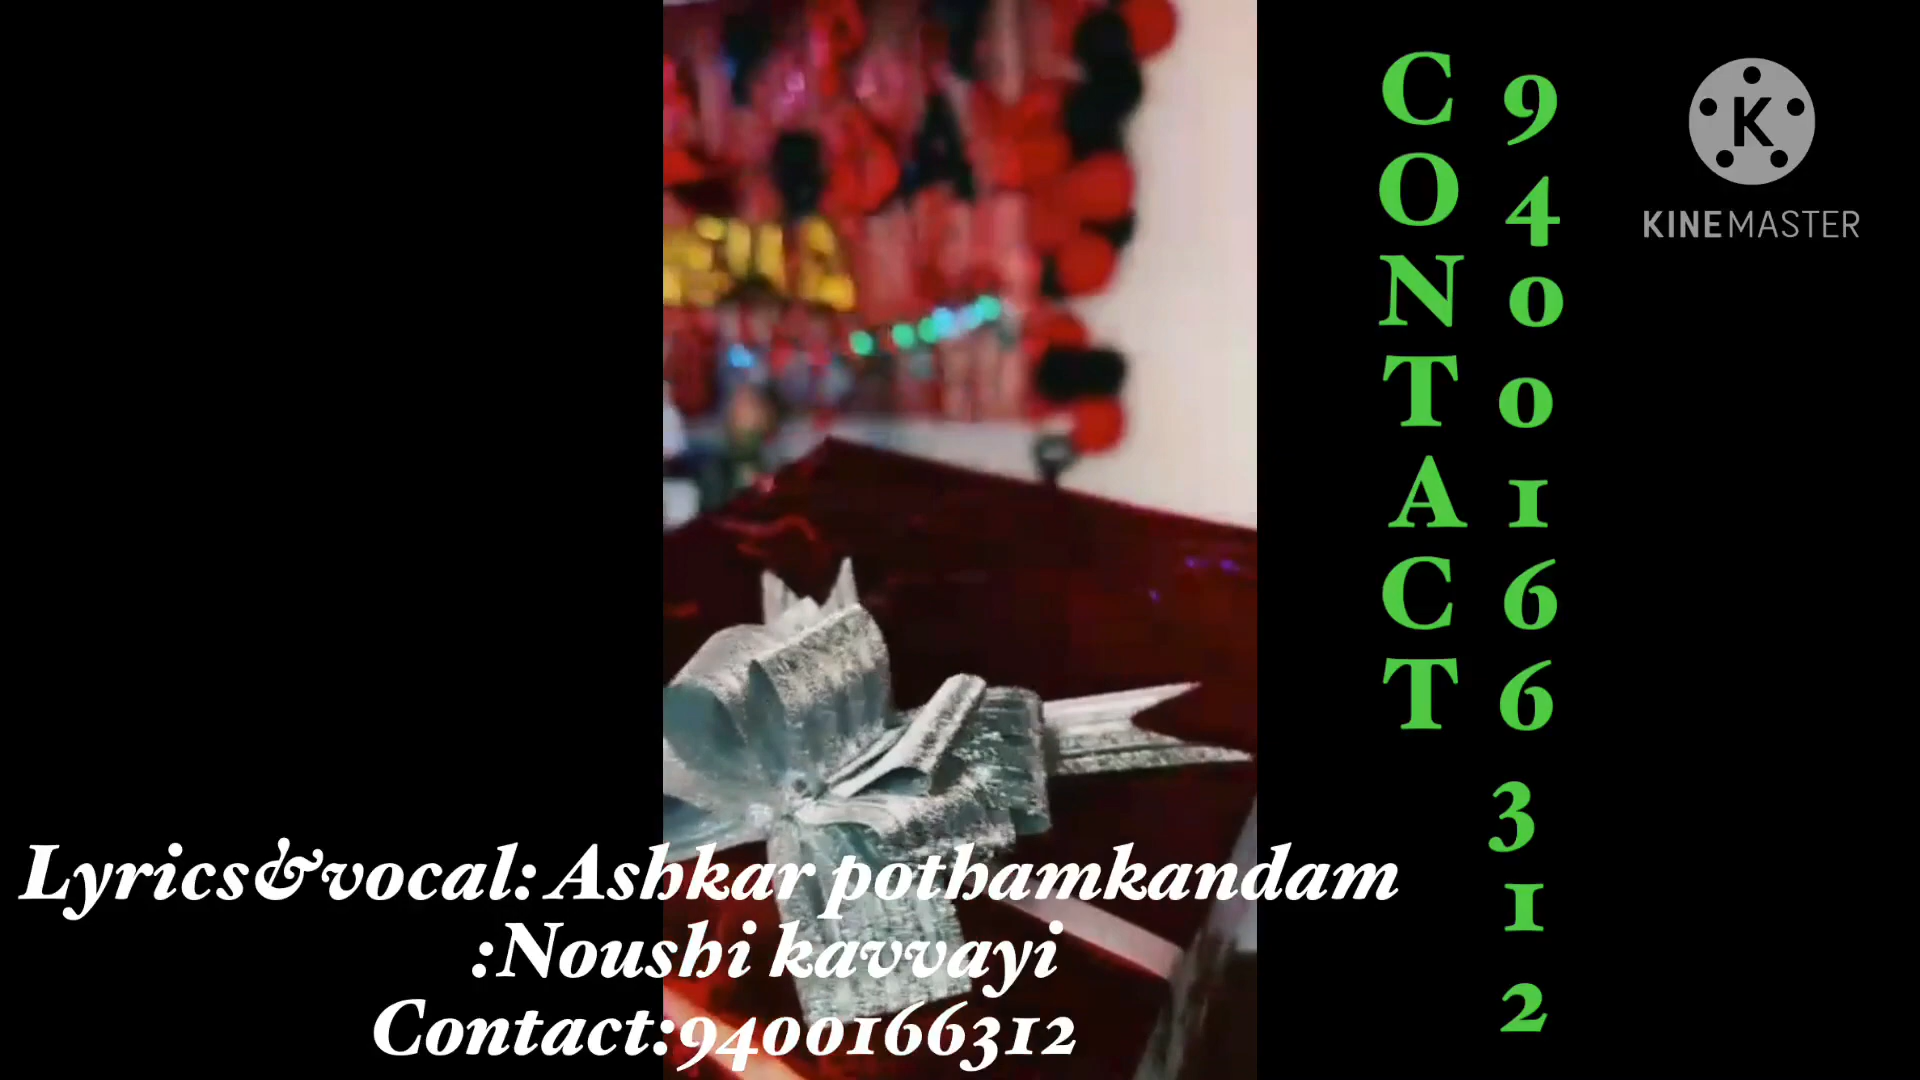 Lyrics&vocal: Ashkar pothamkandam
:Noushi kavvayi
Contact:9400166312
CONTACT
9400166312
K
KINEMASTER